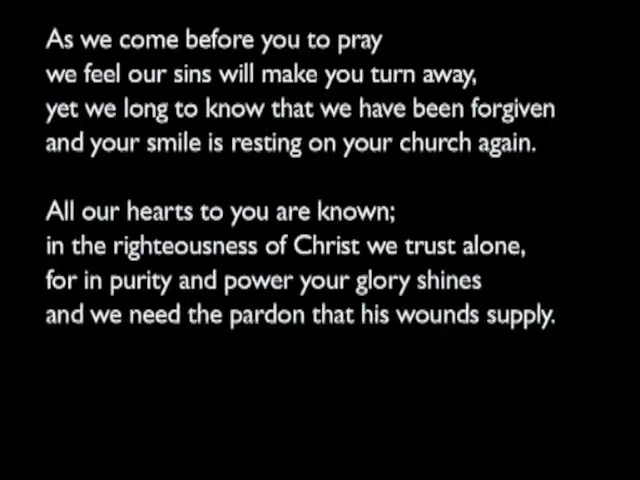 As we come before you to pray
we feel our sins will make you turn away,
yet we long to know that we have been forgiven
and your smile is resting on your church again.
All our hearts to you are known;
in the righteousness of Christ we trust alone,
for in purity and power your glory shines
and we need the pardon that his wounds supply.